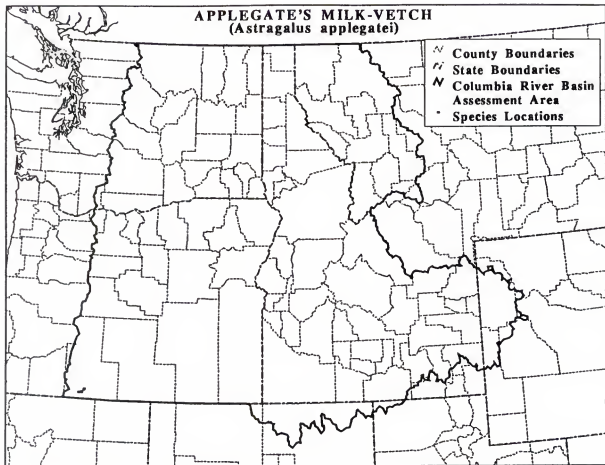 APPLEGATE'S MILK-VETCH
(Astragalus applegatei)
County Boundaries
State Boundaries
Columbia River Basin
Assessment Area
Species Locations